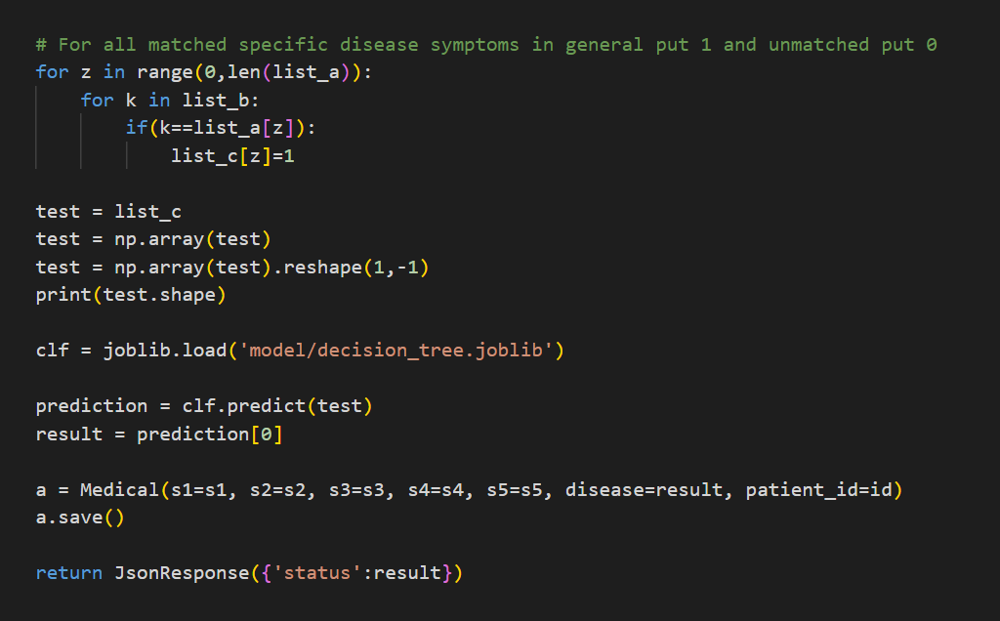 # For all matched specific disease symptoms in general put 1 and unmatched put 0
for z in range(0,len(list_a)):
    for k in list_b:
        if(k==list_a[z]):
            list_c[z]=1

test = list_c
test = np.array(test)
test = np.array(test).reshape(1,-1)
print(test.shape)

clf = joblib.load('model/decision_tree.joblib')

prediction = clf.predict(test)
result = prediction[0]

a = Medical(s1=s1, s2=s2, s3=s3, s4=s4, s5=s5, disease=result, patient_id=id)
a.save()

return JsonResponse({'status':result})